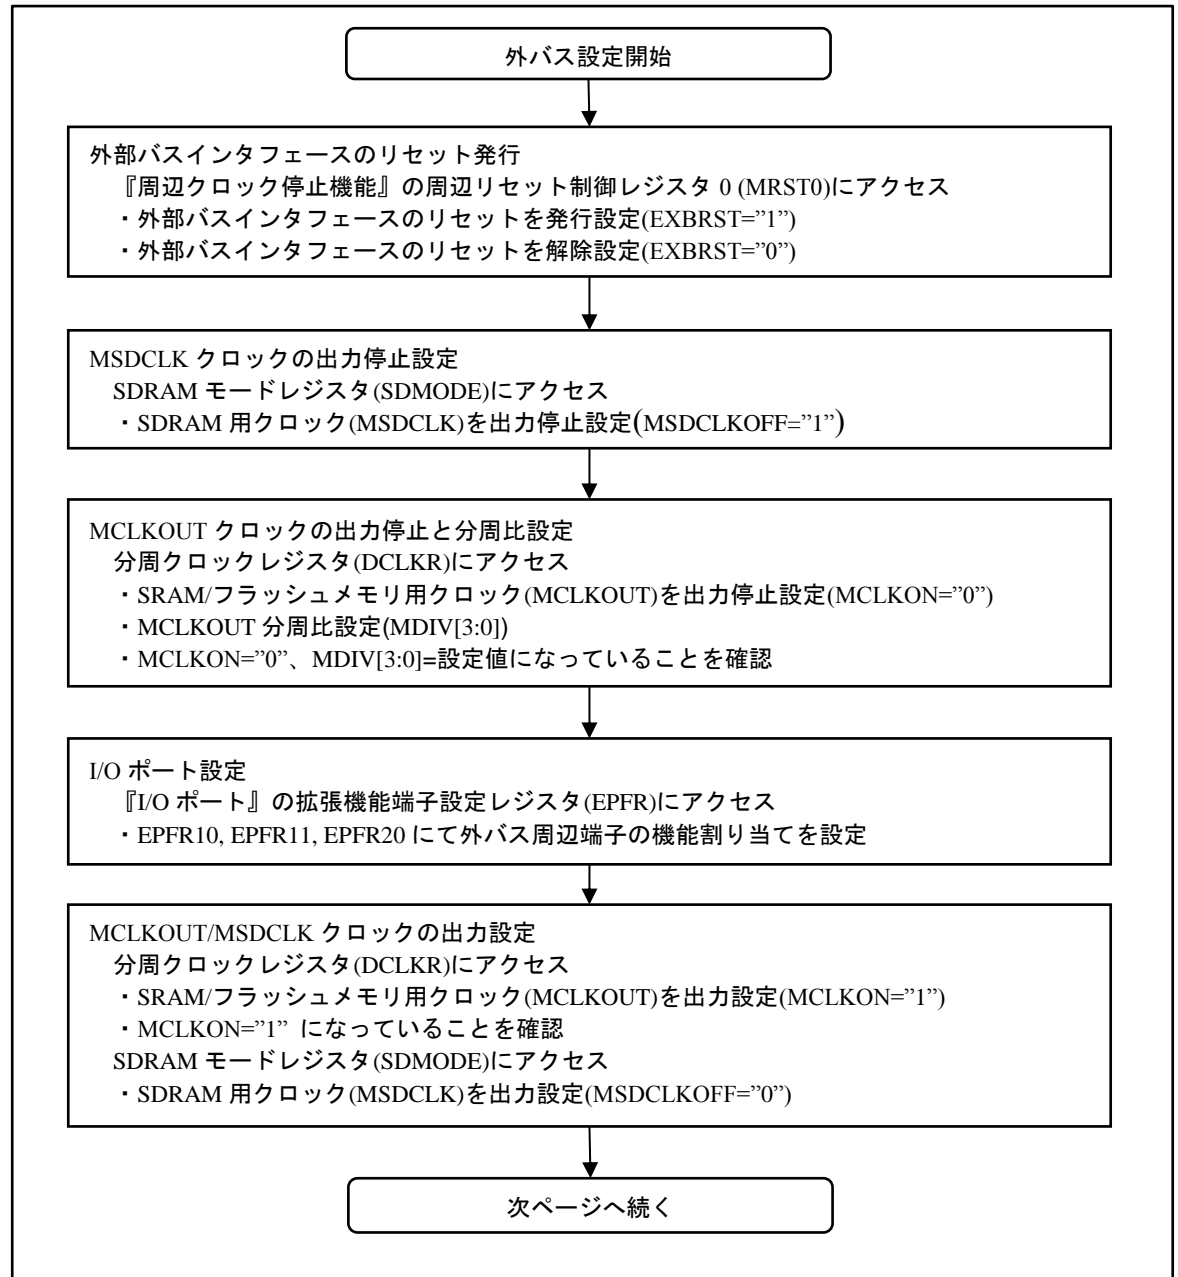 外バス設定開始
外部バスインタフェースのリセット発行
『周辺クロック停止機能』の周辺リセット制御レジスタ 0 (MRST0)にアクセス
・外部バスインタフェースのリセットを発行設定(EXBRST=”1”)
・外部バスインタフェースのリセットを解除設定(EXBRST=”0”)
MSDCLK クロックの出力停止設定
SDRAM モードレジスタ(SDMODE)にアクセス
・SDRAM 用クロック(MSDCLK)を出力停止設定(MSDCLKOFF=”1”)
MCLKOUT クロックの出力停止と分周比設定
分周クロックレジスタ(DCLKR)にアクセス
・SRAM/フラッシュメモリ用クロック(MCLKOUT)を出力停止設定(MCLKON=”0”)
・MCLKOUT 分周比設定(MDIV[3:0])
・MCLKON=”0”、MDIV[3:0]=設定値になっていることを確認
I/O ポート設定
『I/O ポート』の拡張機能端子設定レジスタ(EPFR)にアクセス
・EPFR10, EPFR11, EPFR20 にて外バス周辺端子の機能割り当てを設定
MCLKOUT/MSDCLK クロックの出力設定
分周クロックレジスタ(DCLKR)にアクセス
・SRAM/フラッシュメモリ用クロック(MCLKOUT)を出力設定(MCLKON=”1”)
・MCLKON=”1” になっていることを確認
SDRAM モードレジスタ(SDMODE)にアクセス
・SDRAM 用クロック(MSDCLK)を出力設定(MSDCLKOFF=”0”)
次ページへ続く